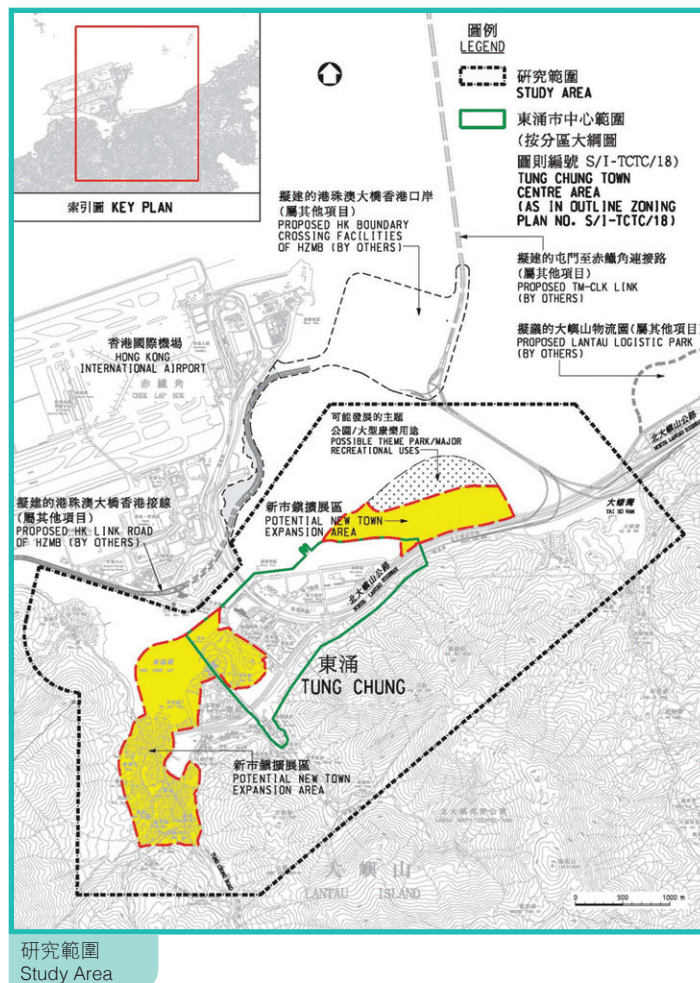 圖例
LEGEND
研究範圍
STUDY AREA
東涌市中心範圍
(按分區大綱圖
圖則編號 S/I-TCTC/18)
TUNG CHUNG TOWN
CENTRE AREA
(AS IN OUTLINE ZONING
PLAN NO. S/I-TCTC/18)
索引圖 KEY PLAN
擬建的港珠澳大橋香港口岸
(屬其他項目)
PROPOSED HK BOUNDARY
CROSSING FACILITIES
OF HZMB (BY OTHERS)
擬建的屯門至赤鱲角連接路
(屬其他項目)
PROPOSED TM-CLK LINK
(BY OTHERS)
擬議的大嶼山物流園(屬其他項目
PROPOSED LANTAU LOGISTIC PARK
(BY OTHERS)
香港國際機場
HONG KONG
INTERNATIONAL AIRPORT
赤鱲角
CHEK LAP KOK
可能發展的主題
公園/大型康樂用途
POSSIBLE THEME PARK/MAJOR
RECREATIONAL USES
北大嶼山公路
NORTH LANTAU HIGHWAY
大蠔灣
TAI HO WAN
新市鎮擴展區
POTENTIAL NEW TOWN
EXPANSION AREA
擬建的港珠澳大橋香港接線
(屬其他項目)
PROPOSED HK LINK ROAD
OF HZMB (BY OTHERS)
北大嶼山公路
NORTH LANTAU HIGHWAY
東涌
TUNG CHUNG
新市鎮擴展區
POTENTIAL NEW TOWN
EXPANSION AREA
大嶼山
LANTAU ISLAND
0 500 1000 m
研究範圍
Study Area